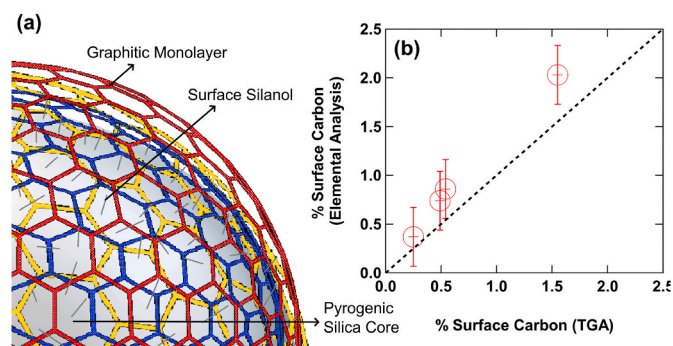 (a)
Graphitic Monolayer
Surface Silanol
Pyrogenic
Silica Core
(b)
% Surface Carbon
(Elemental Analysis)
2.5
2.0
1.5
1.0
0.5
0.0
0.0 0.5 1.0 1.5 2.0 2.5
% Surface Carbon (TGA)